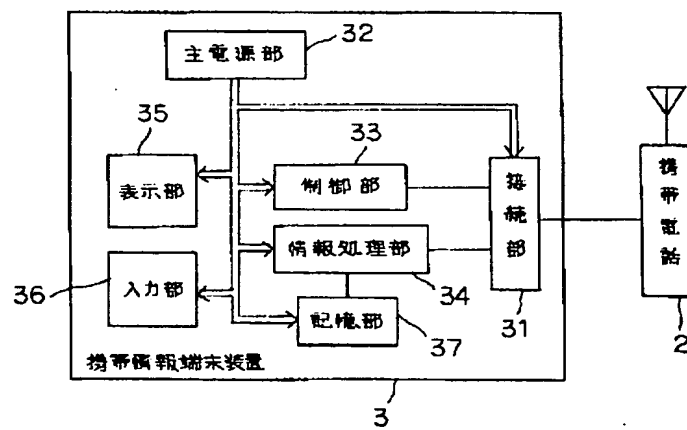 32
主電源部
35
表示部
33
制御部
接続部
携帯電話
情報処理部
36
入力部
34
31
記憶部
37
2
携帯情報端末装置
3